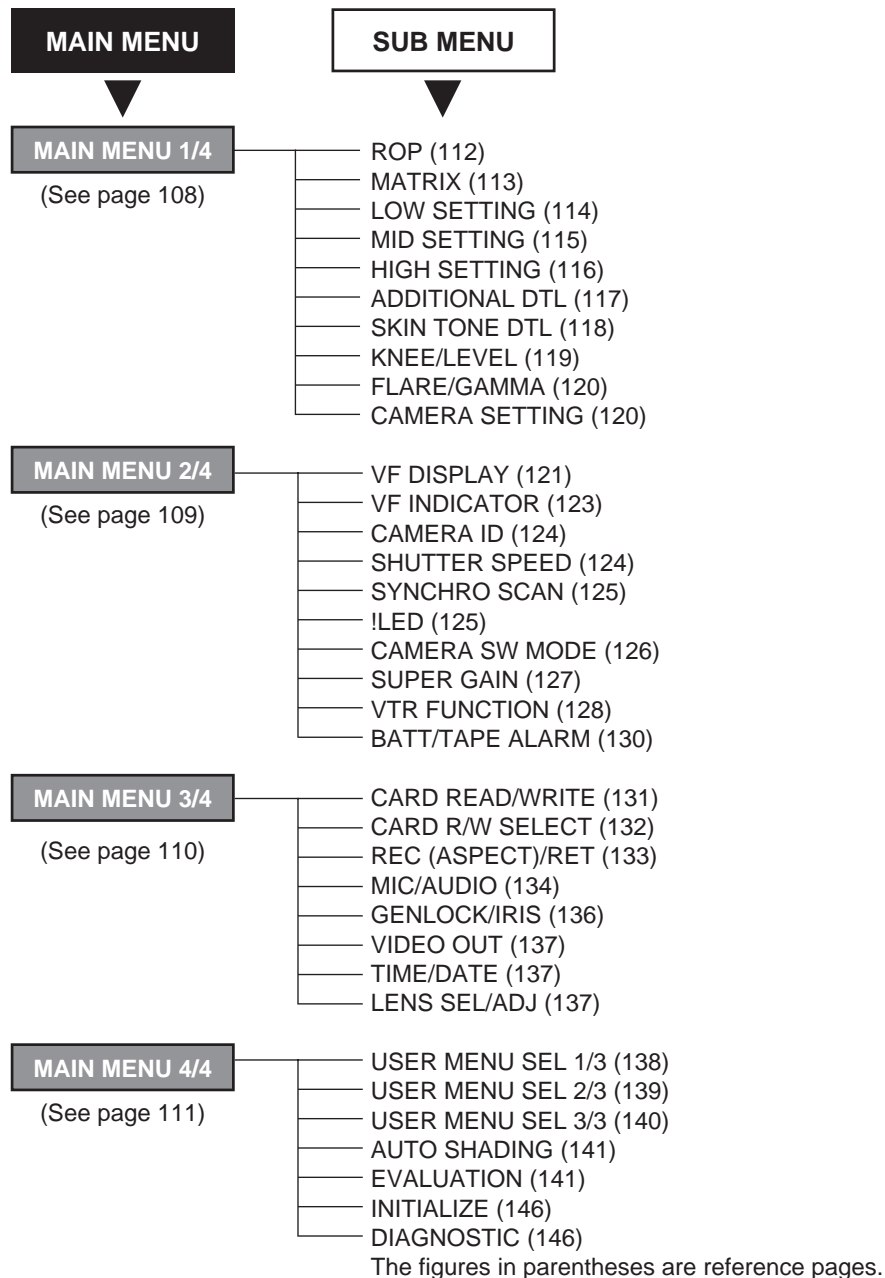 MAIN MENU
SUB MENU
MAIN MENU 1/4
(See page 108)
ROP (112)
MATRIX (113)
LOW SETTING (114)
MID SETTING (115)
HIGH SETTING (116)
ADDITIONAL DTL (117)
SKIN TONE DTL (118)
KNEE/LEVEL (119)
FLARE/GAMMA (120)
CAMERA SETTING (120)
MAIN MENU 2/4
(See page 109)
VF DISPLAY (121)
VF INDICATOR (123)
CAMERA ID (124)
SHUTTER SPEED (124)
SYNCHRO SCAN (125)
!LED (125)
CAMERA SW MODE (126)
SUPER GAIN (127)
VTR FUNCTION (128)
BATT/TAPE ALARM (130)
MAIN MENU 3/4
(See page 110)
CARD READ/WRITE (131)
CARD R/W SELECT (132)
REC (ASPECT)/RET (133)
MIC/AUDIO (134)
GENLOCK/IRIS (136)
VIDEO OUT (137)
TIME/DATE (137)
LENS SEL/ADJ (137)
MAIN MENU 4/4
(See page 111)
USER MENU SEL 1/3 (138)
USER MENU SEL 2/3 (139)
USER MENU SEL 3/3 (140)
AUTO SHADING (141)
EVALUATION (141)
INITIALIZE (146)
DIAGNOSTIC (146)
The figures in parentheses are reference pages.